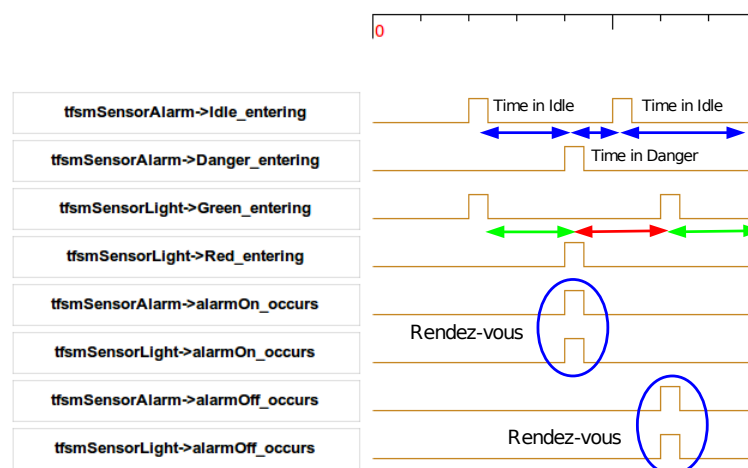 0
tfsmSensorAlarm->Idle_entering
Time in Idle
Time in Idle
tfsmSensorAlarm->Danger_entering
Time in Danger
tfsmSensorLight->Green_entering
tfsmSensorLight->Red_entering
tfsmSensorAlarm->alarmOn_occurs
Rendez-vous
tfsmSensorLight->alarmOn_occurs
tfsmSensorAlarm->alarmOff_occurs
Rendez-vous
tfsmSensorLight->alarmOff_occurs